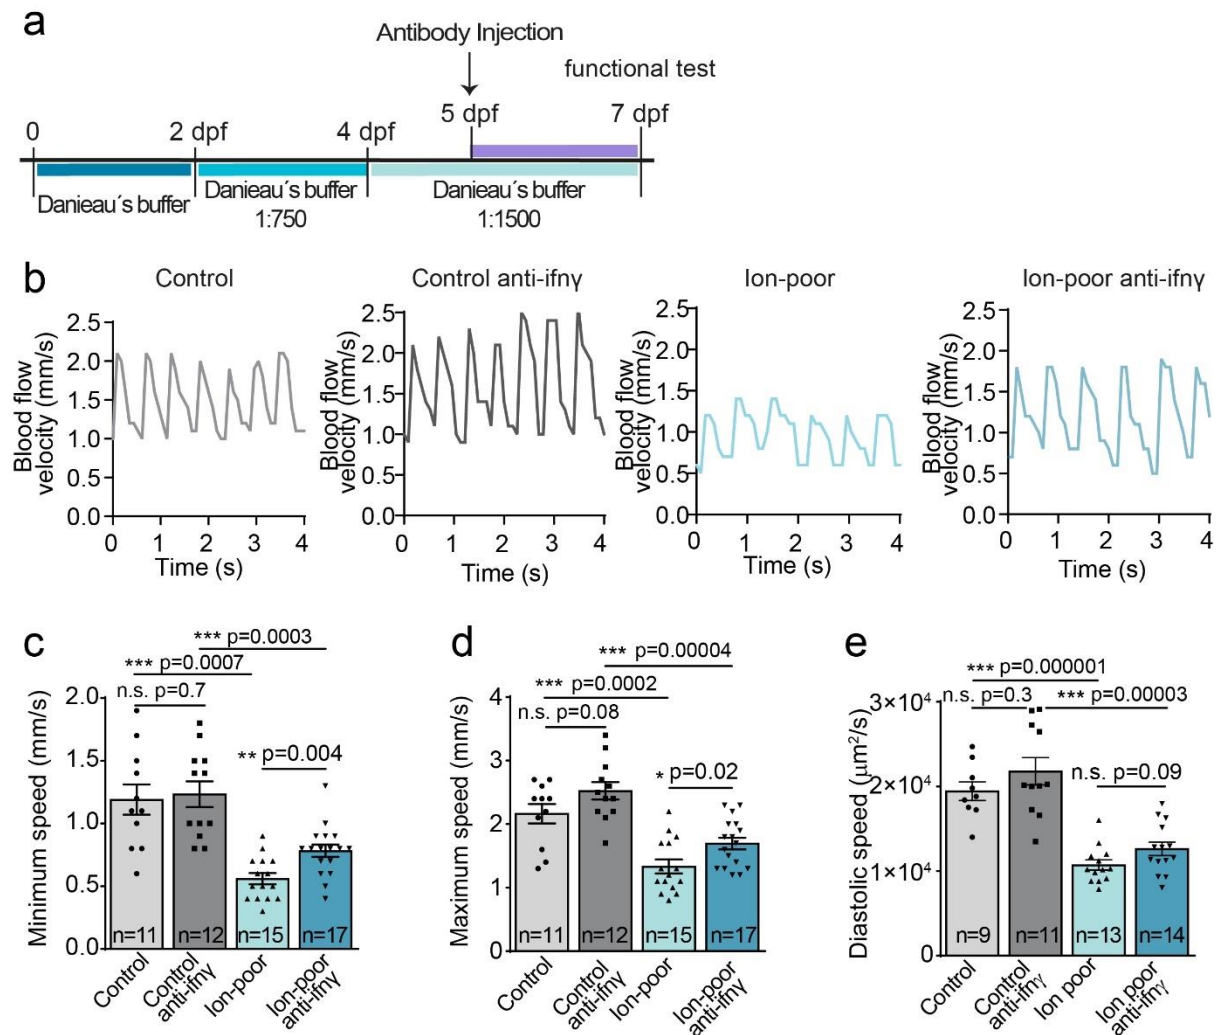 a
Antibody Injection
functional test
0
2 dpf
4 dpf
5 dpf
7 dpf
Danieau´s buffer
Danieau´s buffer
1:750
Danieau´s buffer
1:1500
b
Control
Control anti-ifnγ
Ion-poor
Ion-poor anti-ifnγ
Blood flow
velocity (mm/s)
2.5
2.0
1.5
1.0
0.5
0.0
0 1 2 3 4
Time (s)
Blood flow
velocity (mm/s)
2.5
2.0
1.5
1.0
0.5
0.0
0 1 2 3 4
Time (s)
Blood flow
velocity (mm/s)
2.5
2.0
1.5
1.0
0.5
0.0
0 1 2 3 4
Time (s)
Blood flow
velocity (mm/s)
2.5
2.0
1.5
1.0
0.5
0.0
0 1 2 3 4
Time (s)
c
*** p=0.0003
*** p=0.0007
n.s. p=0.7
** p=0.004
Minimum speed (mm/s)
2.0
1.5
1.0
0.5
0.0
n=11
n=12
n=15
n=17
Control
Control
anti-ifnγ
Ion-poor
Ion-poor
anti-ifnγ
d
*** p=0.00004
*** p=0.0002
n.s. p=0.08
* p=0.02
Maximum speed (mm/s)
4
3
2
1
0
n=11
n=12
n=15
n=17
Control
Control
anti-ifnγ
Ion-poor
Ion-poor
anti-ifnγ
e
*** p=0.000001
n.s. p=0.3
*** p=0.00003
n.s. p=0.09
Diastolic speed (μm²/s)
3×10⁴
2×10⁴
1×10⁴
0
n=9
n=11
n=13
n=14
Control
Control
anti-ifnγ
Ion poor
Ion poor
anti-ifnγ